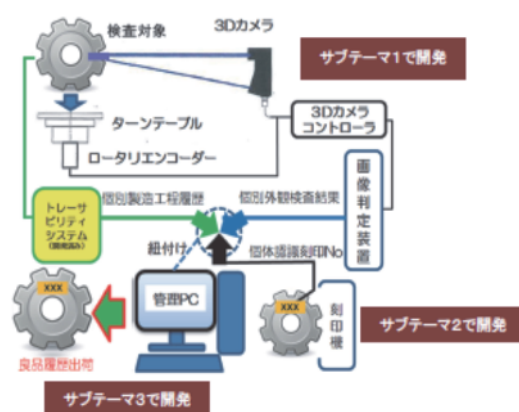 検査対象
3Dカメラ
サブテーマ1で開発
ターンテーブル
ロータリエンコーダー
3Dカメラ
コントローラ
個別製造工程履歴
個別外観検査結果
トレーサ
ビリティ
システム
(開発済み)
画像判定装置
紐付け
個体認識刻印No
XXX
管理PC
XXX
刻印機
サブテーマ2で開発
良品履歴出荷
サブテーマ3で開発